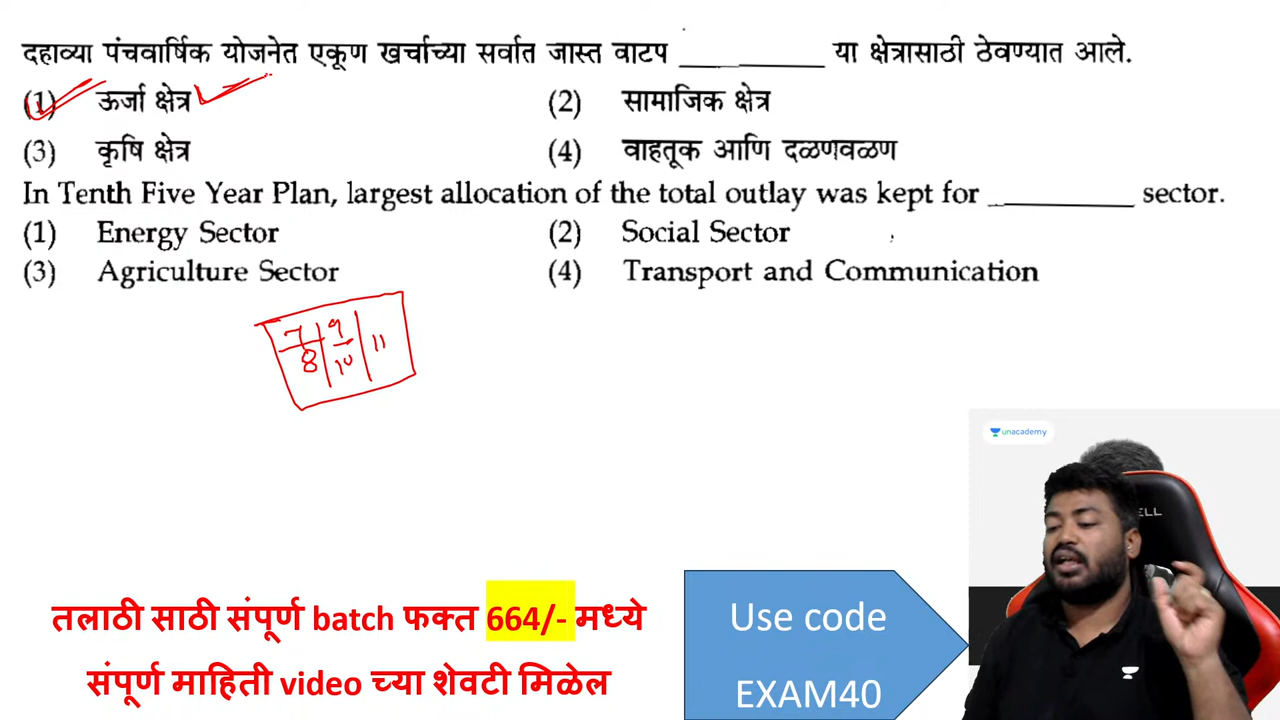 दहाव्या पंचवार्षिक योजनेत एकूण खर्चाच्या सर्वात जास्त वाटप __________ या क्षेत्रासाठी ठेवण्यात आले.
(1) ऊर्जा क्षेत्र (2) सामाजिक क्षेत्र
(3) कृषि क्षेत्र (4) वाहतूक आणि दळणवळण
In Tenth Five Year Plan, largest allocation of the total outlay was kept for __________ sector.
(1) Energy Sector (2) Social Sector
(3) Agriculture Sector (4) Transport and Communication
7 9
8 10 11
unacademy
तलाठी साठी संपूर्ण batch फक्त 664/- मध्ये
संपूर्ण माहिती video च्या शेवटी मिळेल
Use code
EXAM40